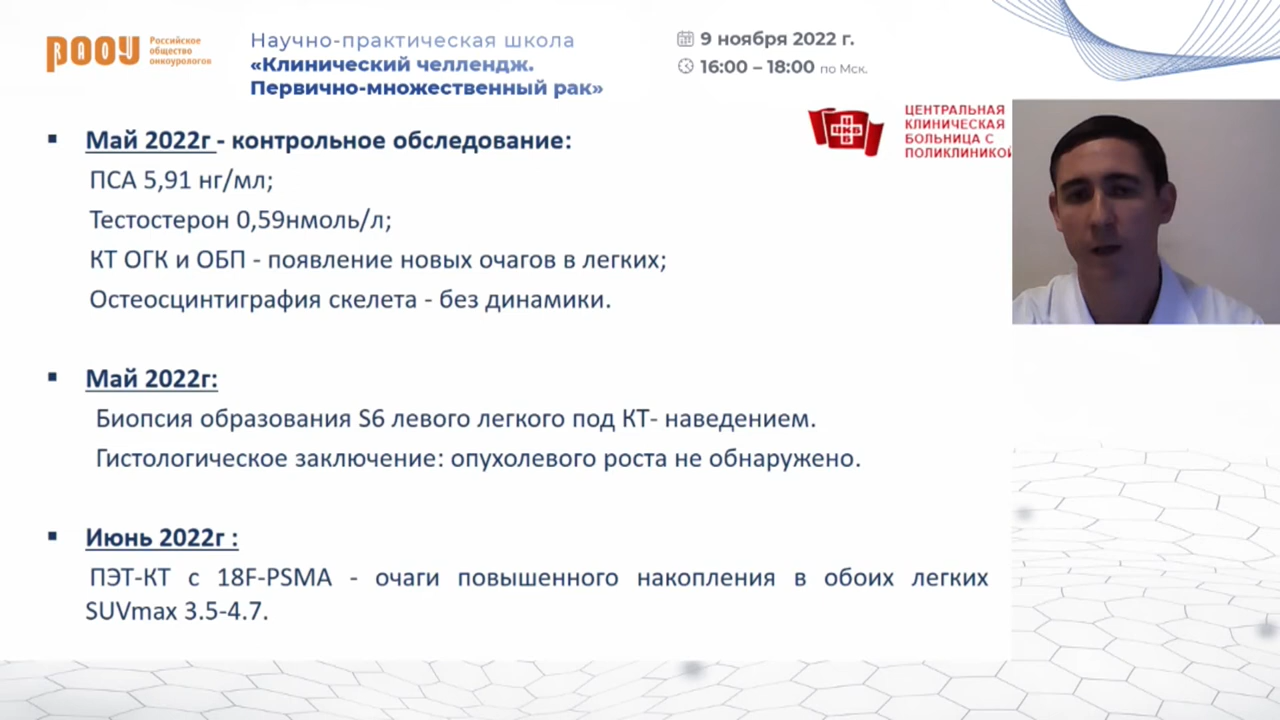 РАОУ
Российское
общество
онкоурологов
Научно-практическая школа
«Клинический челлендж.
Первично-множественный рак»
9 ноября 2022 г.
16:00 – 18:00 по Мск.
ЦКБ
ЦЕНТРАЛЬНАЯ
КЛИНИЧЕСКАЯ
БОЛЬНИЦА С
ПОЛИКЛИНИКОЙ
Май 2022г - контрольное обследование:
ПСА 5,91 нг/мл;
Тестостерон 0,59нмоль/л;
КТ ОГК и ОБП - появление новых очагов в легких;
Остеосцинтиграфия скелета - без динамики.
Май 2022г:
Биопсия образования S6 левого легкого под КТ- наведением.
Гистологическое заключение: опухолевого роста не обнаружено.
Июнь 2022г :
ПЭТ-КТ с 18F-PSMA - очаги повышенного накопления в обоих легких
SUVmax 3.5-4.7.